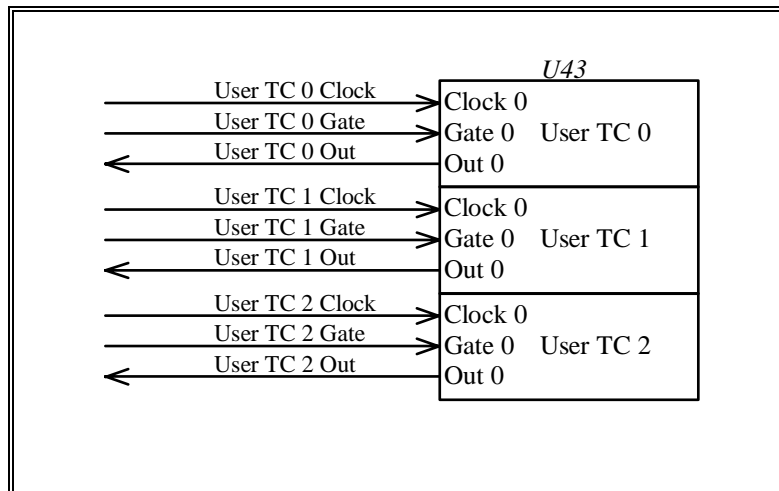 U43
User TC 0 Clock
Clock 0
User TC 0 Gate
Gate 0 User TC 0
User TC 0 Out
Out 0
User TC 1 Clock
Clock 0
User TC 1 Gate
Gate 0 User TC 1
User TC 1 Out
Out 0
User TC 2 Clock
Clock 0
User TC 2 Gate
Gate 0 User TC 2
User TC 2 Out
Out 0